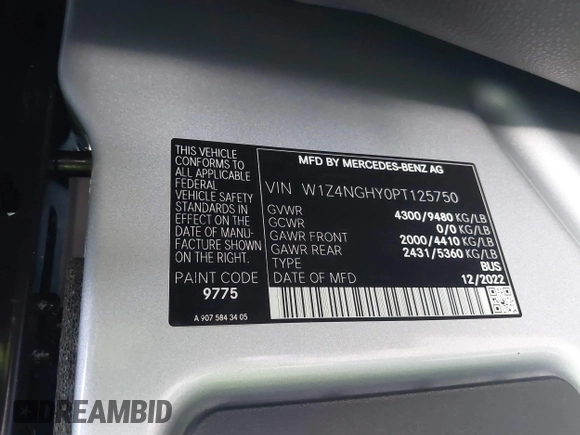 THIS VEHICLE
CONFORMS TO
ALL APPLICABLE
FEDERAL
VEHICLE SAFETY
STANDARDS IN
EFFECT ON THE
DATE OF MANU-
FACTURE SHOWN
ON THE RIGHT.
PAINT CODE
9775
A 907 584 34 05
MFD BY MERCEDES-BENZ AG
VIN W1Z4NGHY0PT125750
GVWR 4300/9480 KG/LB
GCWR 0/0 KG/LB
GAWR FRONT 2000/4410 KG/LB
GAWR REAR 2431/5360 KG/LB
TYPE BUS
DATE OF MFD 12/2022
DREAMBID